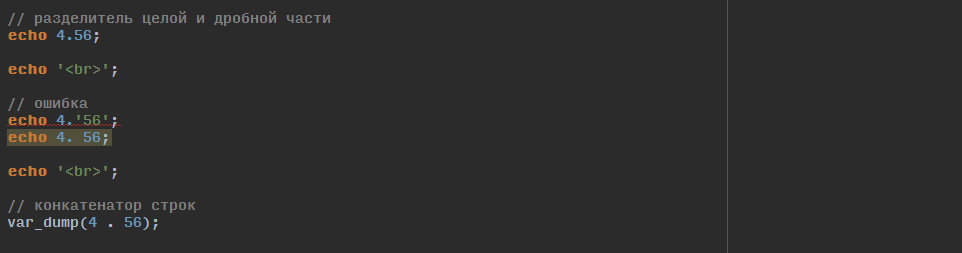 // разделитель целой и дробной части
echo 4.56;
echo '<br>';
// ошибка
echo 4.'56';
echo 4. 56;
echo '<br>';
// конкатенатор строк
var_dump(4 . 56);